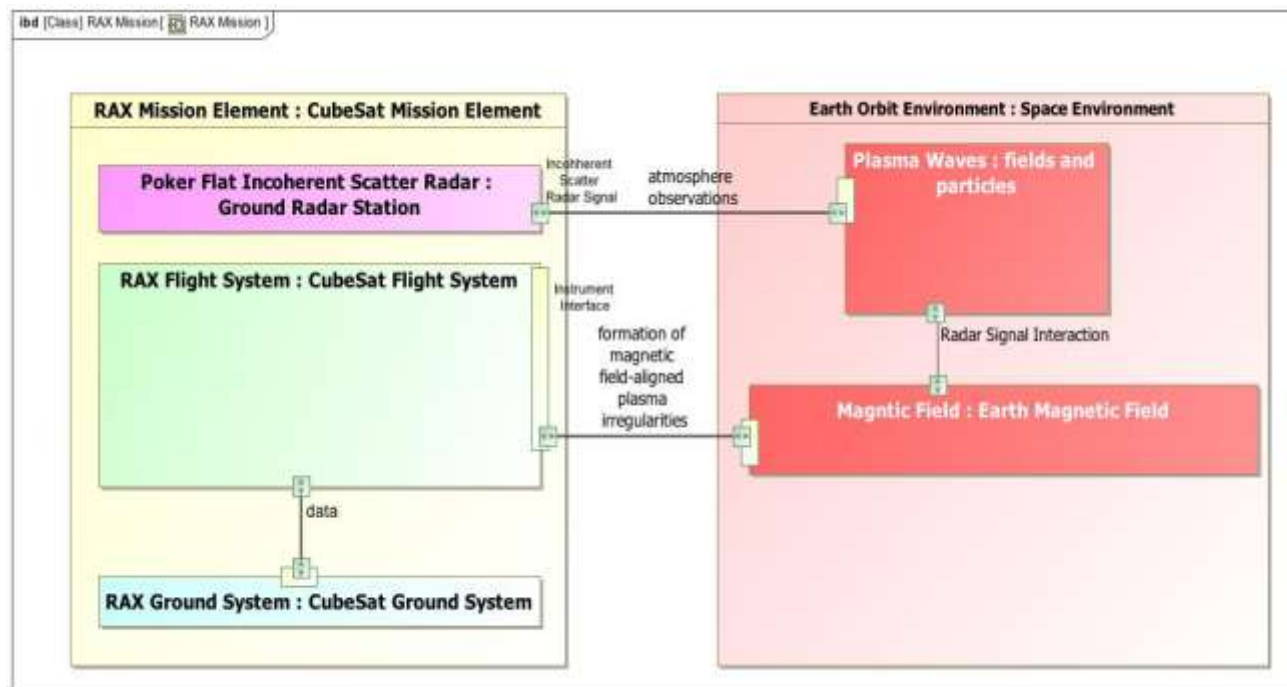 ibd [Class] RAX Mission [ RAX Mission ]
RAX Mission Element : CubeSat Mission Element
Poker Flat Incoherent Scatter Radar :
Ground Radar Station
Incohherent
Scatter
Radar Signal
atmosphere
observations
RAX Flight System : CubeSat Flight System
Instrument
Interface
formation of
magnetic
field-aligned
plasma
irregularities
data
RAX Ground System : CubeSat Ground System
Earth Orbit Environment : Space Environment
Plasma Waves : fields and
particles
Radar Signal Interaction
Magntic Field : Earth Magnetic Field